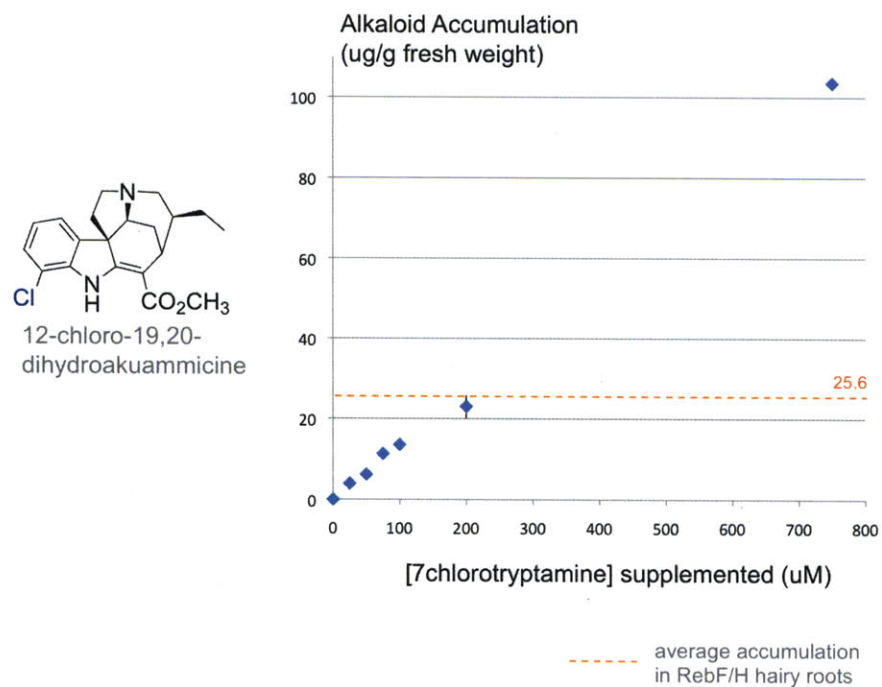 Alkaloid Accumulation
(ug/g fresh weight)
100
80
60
40
25.6
20
0
0 100 200 300 400 500 600 700 800
[7chlorotryptamine] supplemented (uM)
N
Cl
N
H
CO2CH3
12-chloro-19,20-
dihydroakuammicine
average accumulation
in RebF/H hairy roots